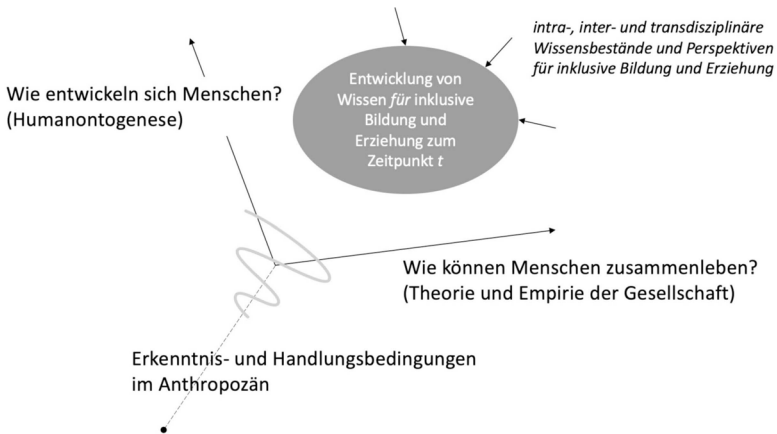 intra-, inter- und transdisziplinäre
Wissensbestände und Perspektiven
für inklusive Bildung und Erziehung
Entwicklung von
Wissen für inklusive
Bildung und
Erziehung zum
Zeitpunkt t
Wie entwickeln sich Menschen?
(Humanontogenese)
Wie können Menschen zusammenleben?
(Theorie und Empirie der Gesellschaft)
Erkenntnis- und Handlungsbedingungen
im Anthropozän